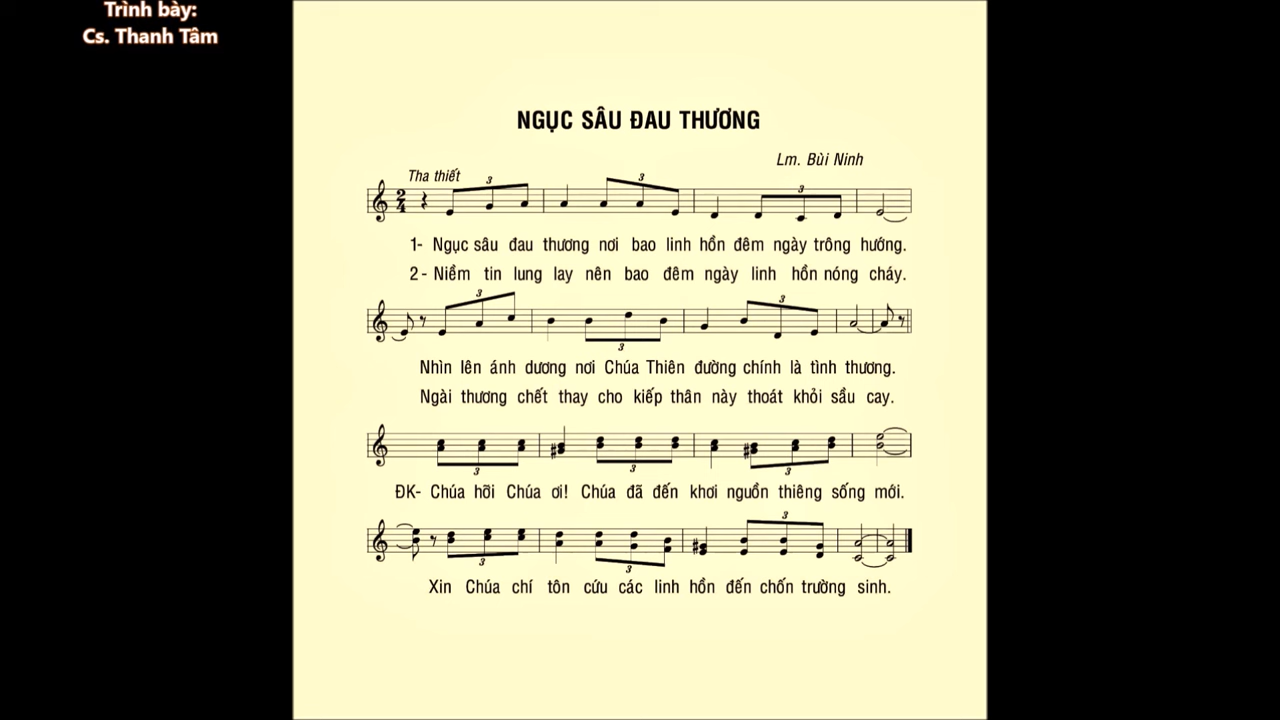 Trình bày:
Cs. Thanh Tâm
NGỤC SÂU ĐAU THƯƠNG
Lm. Bùi Ninh
Tha thiết
1- Ngục sâu đau thương nơi bao linh hồn đêm ngày trông hướng.
2- Niềm tin lung lay nên bao đêm ngày linh hồn nóng cháy.
Nhìn lên ánh dương nơi Chúa Thiên đường chính là tình thương.
Ngài thương chết thay cho kiếp thân này thoát khỏi sầu cay.
ĐK- Chúa hỡi Chúa ơi! Chúa đã đến khơi nguồn thiêng sống mới.
Xin Chúa chí tôn cứu các linh hồn đến chốn trường sinh.